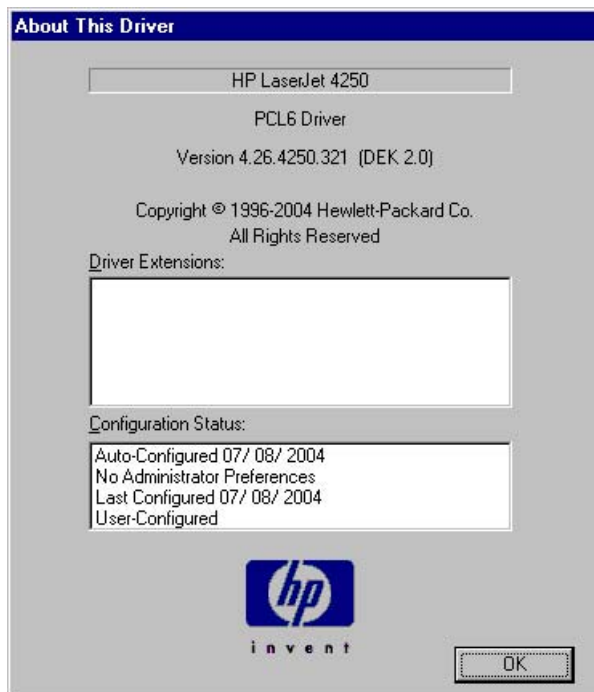 About This Driver
HP LaserJet 4250
PCL6 Driver
Version 4.26.4250.321 (DEK 2.0)
Copyright © 1996-2004 Hewlett-Packard Co.
All Rights Reserved
Driver Extensions:
Configuration Status:
Auto-Configured 07/ 08/ 2004
No Administrator Preferences
Last Configured 07/ 08/ 2004
User-Configured
hp
invent
OK